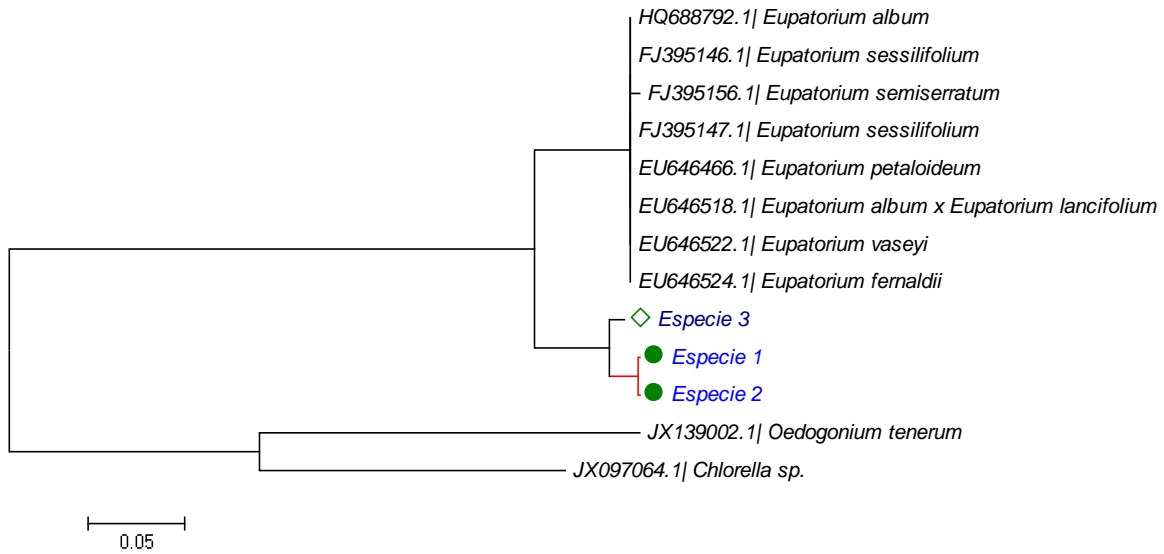 HQ688792.1| Eupatorium album
FJ395146.1| Eupatorium sessilifolium
FJ395156.1| Eupatorium semiserratum
FJ395147.1| Eupatorium sessilifolium
EU646466.1| Eupatorium petaloideum
EU646518.1| Eupatorium album x Eupatorium lancifolium
EU646522.1| Eupatorium vaseyi
EU646524.1| Eupatorium fernaldii
Especie 3
Especie 1
Especie 2
JX139002.1| Oedogonium tenerum
JX097064.1| Chlorella sp.
0.05